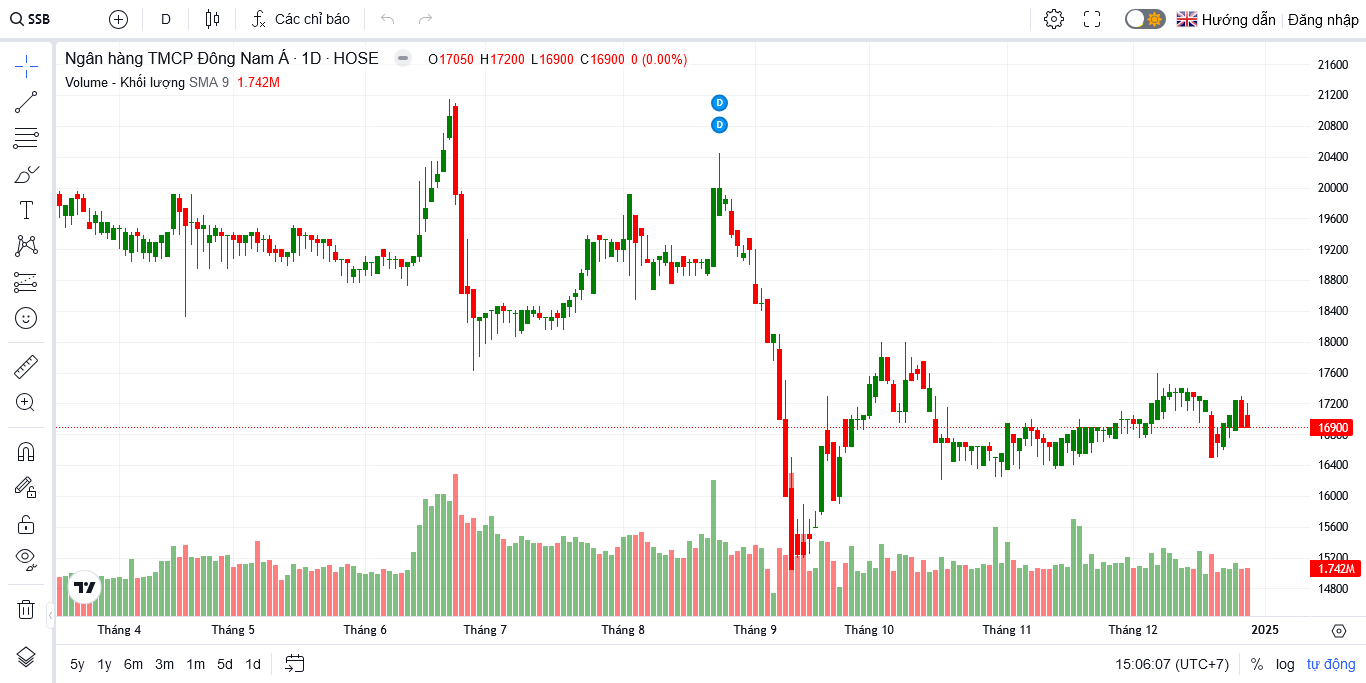 SSB D Các chỉ báo Hướng dẫn Đăng nhập
Ngân hàng TMCP Đông Nam Á · 1D · HOSE O17050 H17200 L16900 C16900 0 (0.00%)
Volume - Khối lượng SMA 9 1.742M
D
D
21600
21200
20800
20400
20000
19600
19200
18800
18400
18000
17600
17200
16900
16800
16400
16000
15600
15200
1.742M
14800
Tháng 4 Tháng 5 Tháng 6 Tháng 7 Tháng 8 Tháng 9 Tháng 10 Tháng 11 Tháng 12 2025
5y 1y 6m 3m 1m 5d 1d 15:06:07 (UTC+7) % log tự động